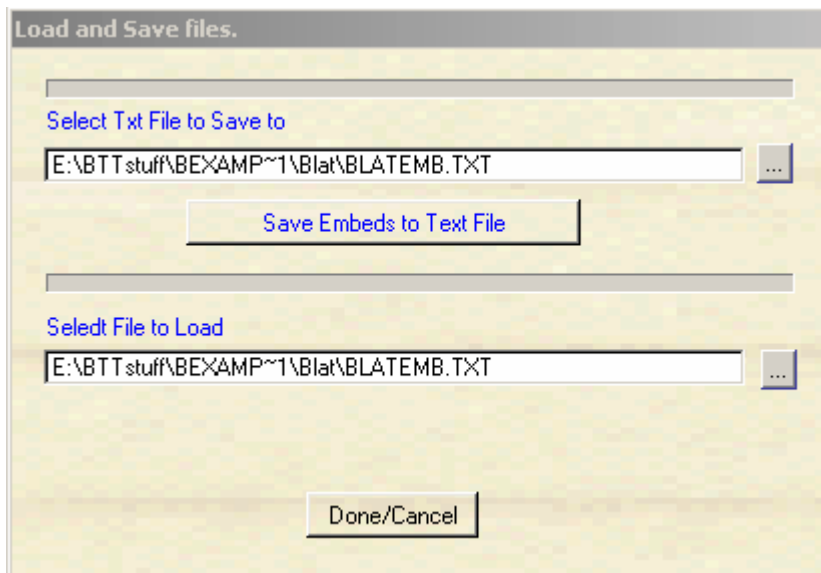 Load and Save files.
Select Txt File to Save to
E:\BTTstuff\BEXAMP~1\Blat\BLATEMB.TXT
...
Save Embeds to Text File
Seledt File to Load
E:\BTTstuff\BEXAMP~1\Blat\BLATEMB.TXT
...
Done/Cancel